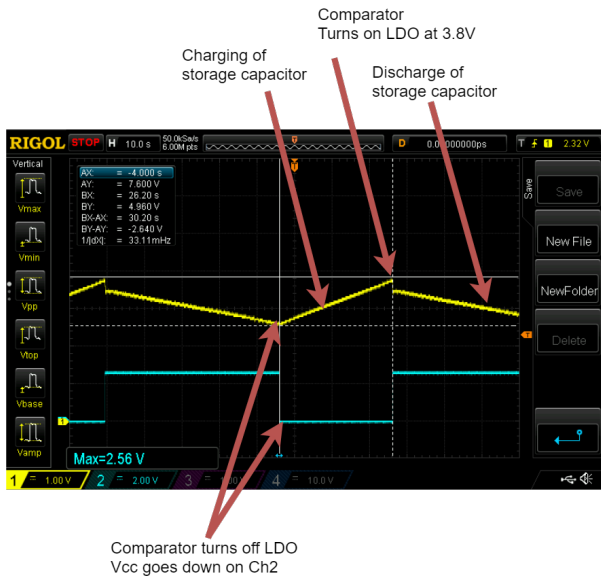 Comparator
Turns on LDO at 3.8V
Charging of
storage capacitor
Discharge of
storage capacitor
RIGOL STOP H 10.0 s 50.0kSa/s 6.00M pts D 0.00000000ps T 1 2.32 V
Vertical
Vmax
Vmin
Vpp
Vtop
Vbase
Vamp
AX: = -4.000 s
AY: = 7.600 V
BX: = 26.20 s
BY: = 4.960 V
BX-AX: = 30.20 s
BY-AY: = -2.640 V
1/|dX|: = 33.11mHz
T
Save
Save
New File
NewFolder
Delete
T
1
Max=2.56 V
1 = 1.00 V 2 = 2.00 V 3 = 4 = 10.0 V
Comparator turns off LDO
Vcc goes down on Ch2